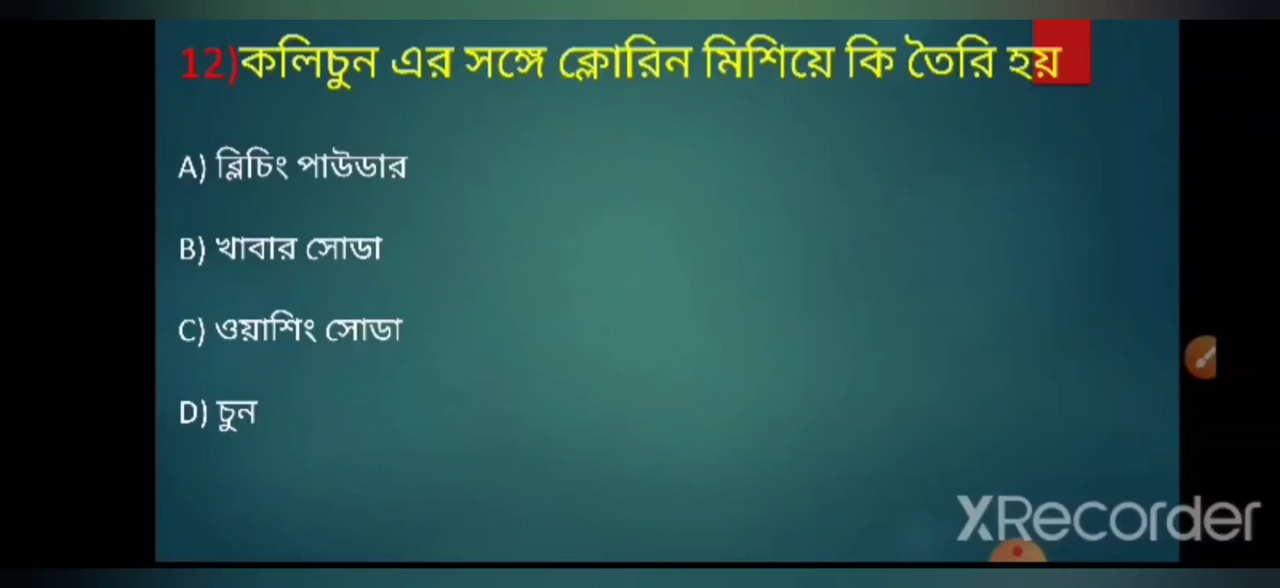 12)কলিচুন এর সঙ্গে ক্লোরিন মিশিয়ে কি তৈরি হয়
A) ব্লিচিং পাউডার
B) খাবার সোডা
C) ওয়াশিং সোডা
D) চুন
XRecorder